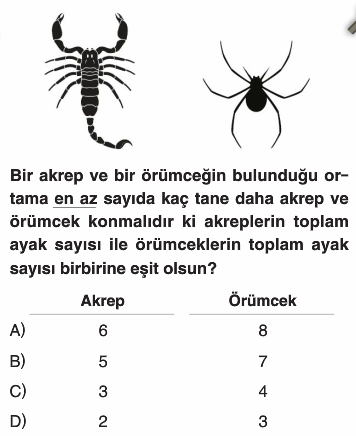 Bir akrep ve bir örümceğin bulunduğu or-
tama en az sayıda kaç tane daha akrep ve
örümcek konmalıdır ki akreplerin toplam
ayak sayısı ile örümceklerin toplam ayak
sayısı birbirine eşit olsun?
Akrep Örümcek
A) 6 8
B) 5 7
C) 3 4
D) 2 3